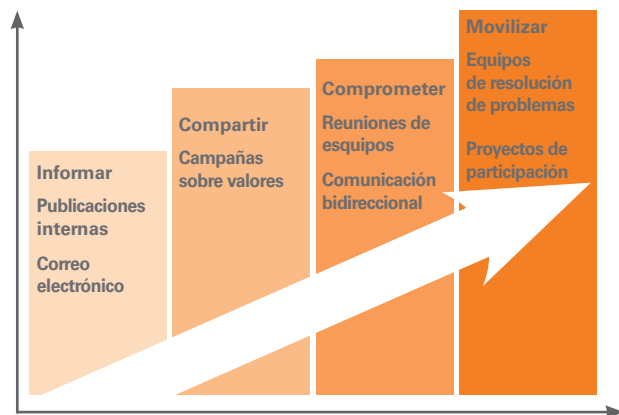 Informar
Publicaciones
internas
Correo
electrónico
Compartir
Campañas
sobre valores
Comprometer
Reuniones de
esquipos
Comunicación
bidireccional
Movilizar
Equipos
de resolución
de problemas
Proyectos de
participación